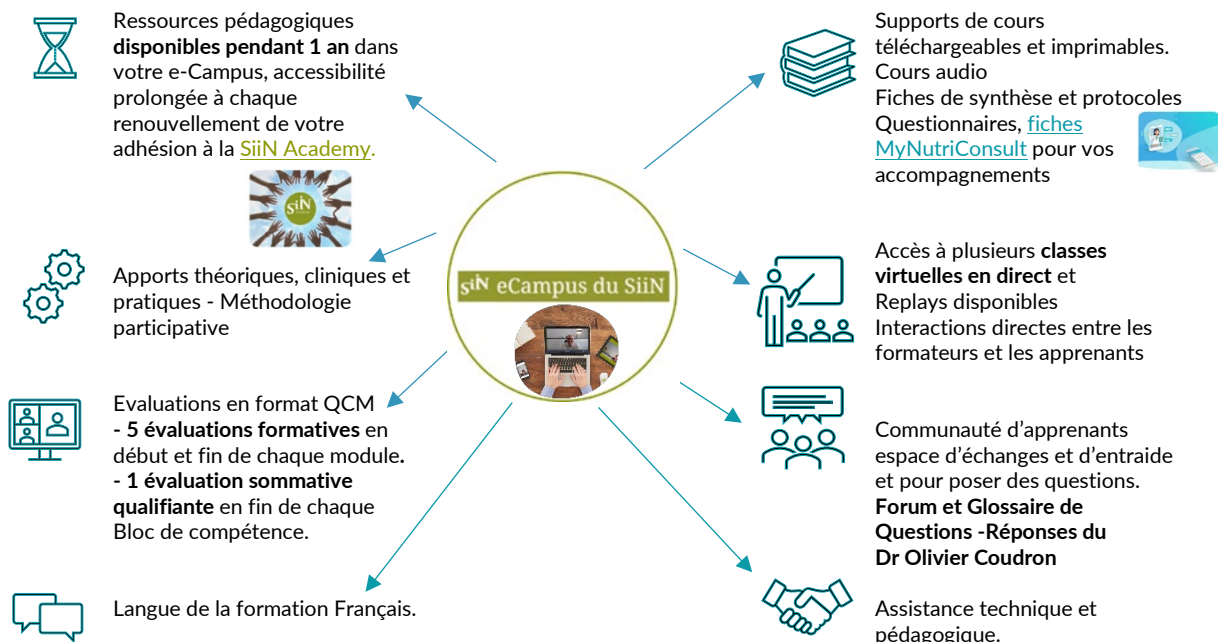 Ressources pédagogiques
disponibles pendant 1 an dans
votre e-Campus, accessibilité
prolongée à chaque
renouvellement de votre
adhésion à la SiiN Academy.
SiiN
Apports théoriques, cliniques et
pratiques - Méthodologie
participative
Evaluations en format QCM
- 5 évaluations formatives en
début et fin de chaque module.
- 1 évaluation sommative
qualifiante en fin de chaque
Bloc de compétence.
Langue de la formation Français.
SiiN eCampus du SiiN
Supports de cours
téléchargeables et imprimables.
Cours audio
Fiches de synthèse et protocoles
Questionnaires, fiches
MyNutriConsult pour vos
accompagnements
Accès à plusieurs classes
virtuelles en direct et
Replays disponibles
Interactions directes entre les
formateurs et les apprenants
Communauté d’apprenants
espace d’échanges et d’entraide
et pour poser des questions.
Forum et Glossaire de
Questions -Réponses du
Dr Olivier Coudron
Assistance technique et
pédagogique.